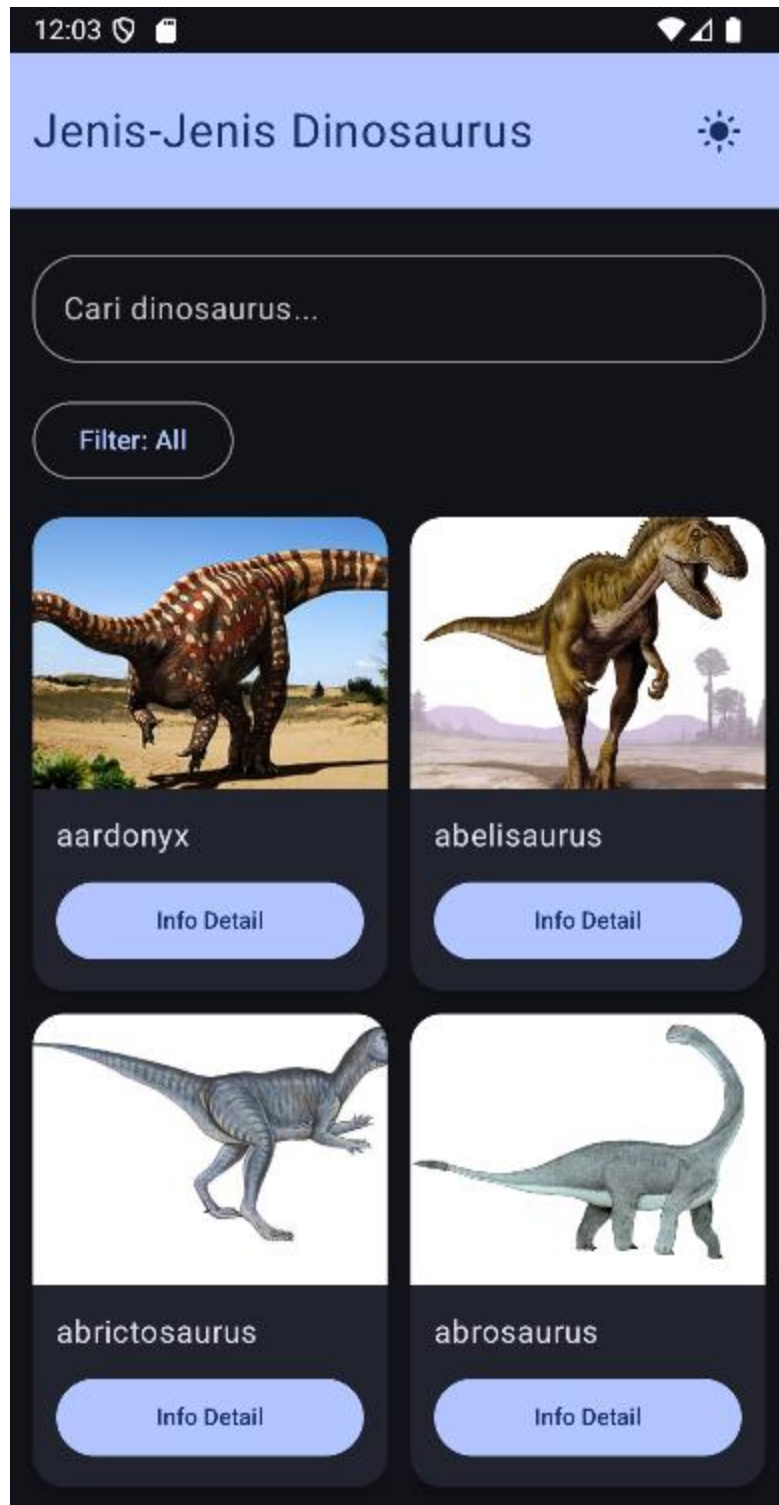 12:03
Jenis-Jenis Dinosaurus
Cari dinosaurus...
Filter: All
aardonyx
abelisaurus
Info Detail
Info Detail
abrictosaurus
abrosaurus
Info Detail
Info Detail